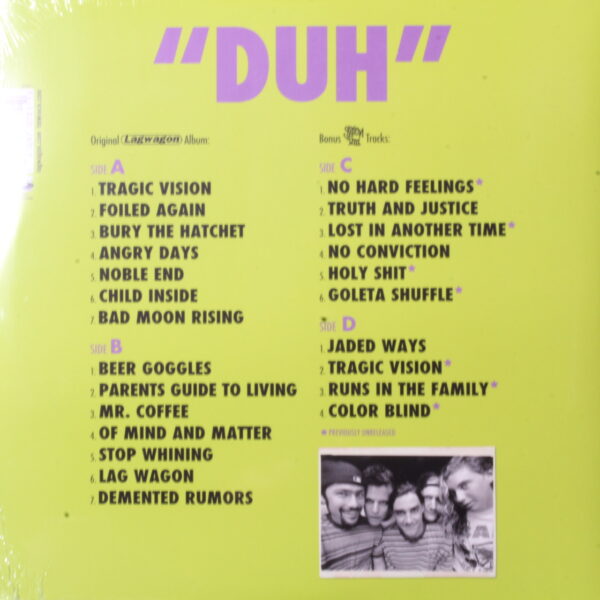 "DUH"
Original Lagwagon Album:
SIDE A
1. TRAGIC VISION
2. FOILED AGAIN
3. BURY THE HATCHET
4. ANGRY DAYS
5. NOBLE END
6. CHILD INSIDE
7. BAD MOON RISING
SIDE B
1. BEER GOGGLES
2. PARENTS GUIDE TO LIVING
3. MR. COFFEE
4. OF MIND AND MATTER
5. STOP WHINING
6. LAG WAGON
7. DEMENTED RUMORS
Bonus Tracks:
SIDE C
1. NO HARD FEELINGS*
2. TRUTH AND JUSTICE
3. LOST IN ANOTHER TIME*
4. NO CONVICTION
5. HOLY SHIT*
6. GOLETA SHUFFLE*
SIDE D
1. JADED WAYS
2. TRAGIC VISION*
3. RUNS IN THE FAMILY*
4. COLOR BLIND*
* PREVIOUSLY UNRELEASED